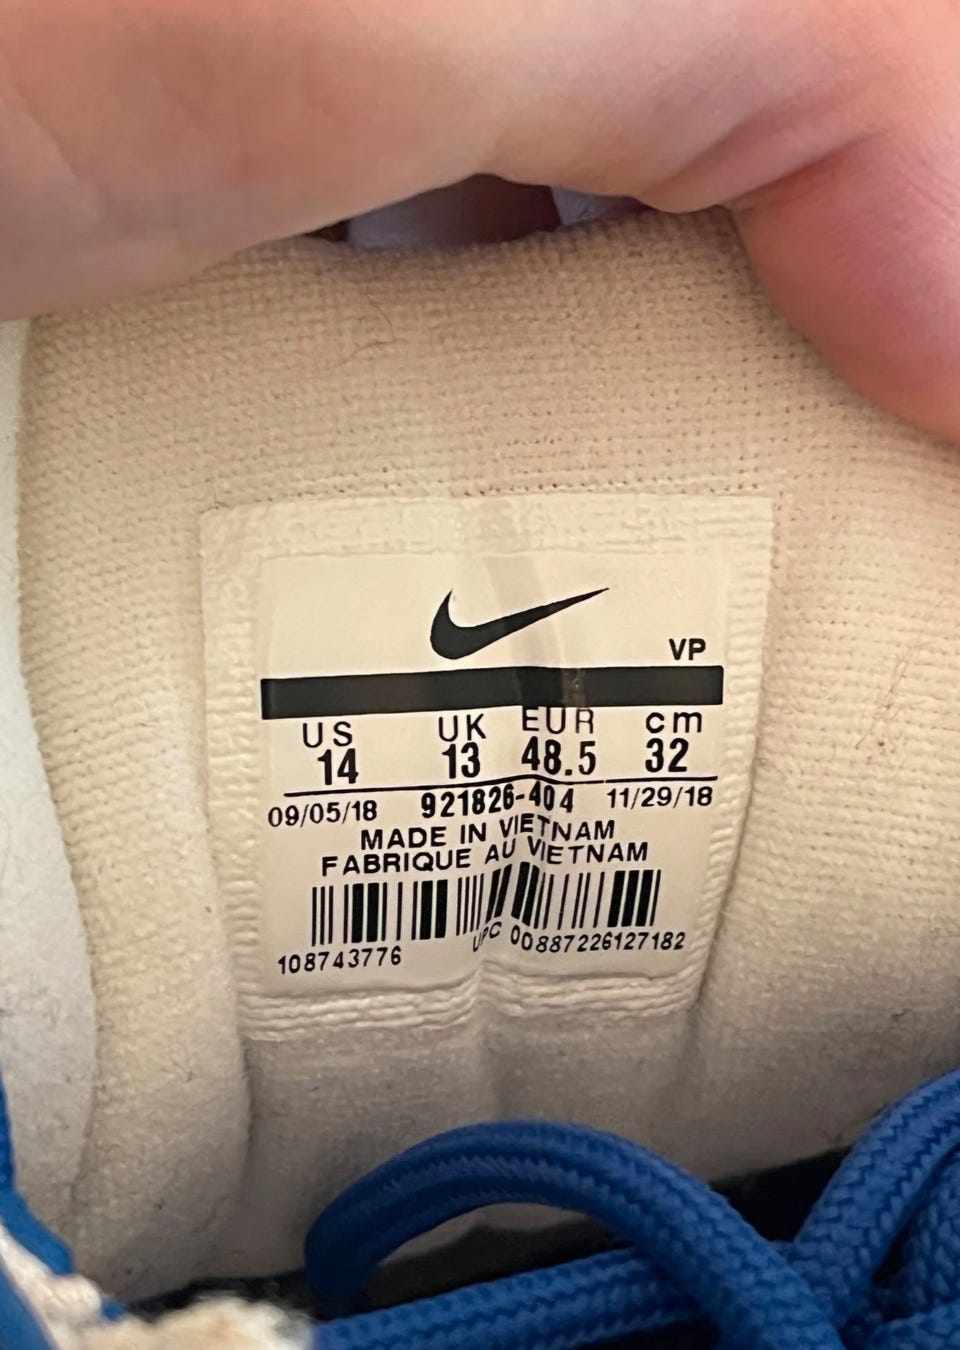 VP
US UK EUR cm
14 13 48.5 32
09/05/18 921826-404 11/29/18
MADE IN VIETNAM
FABRIQUE AU VIETNAM
108743776 UPC 00887226127182